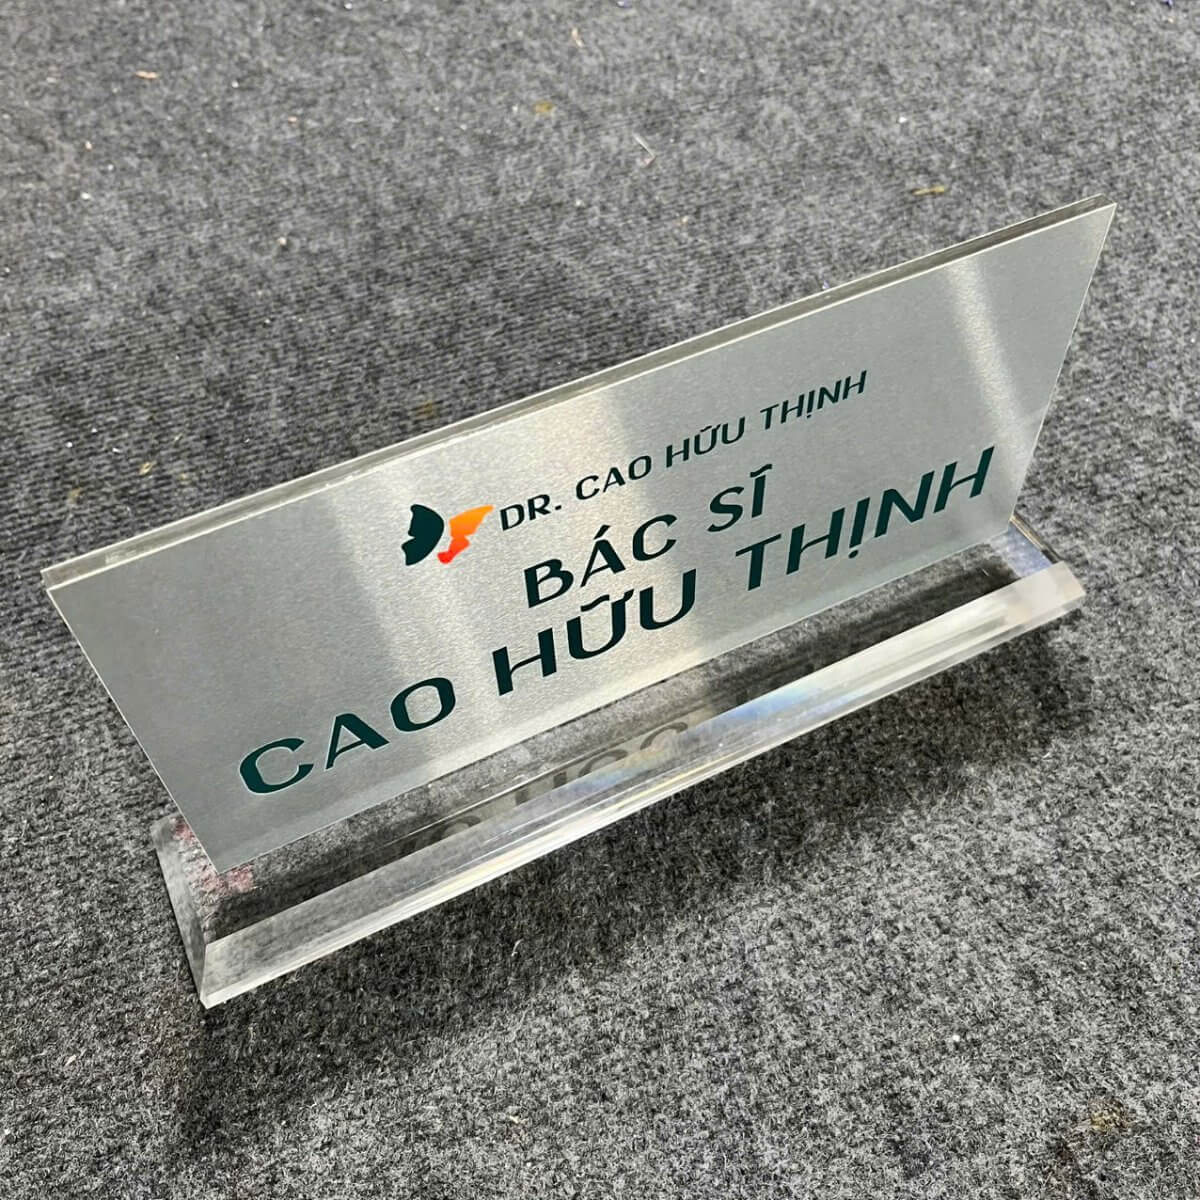 DR. CAO HỮU THỊNH
BÁC SĨ
CAO HỮU THỊNH